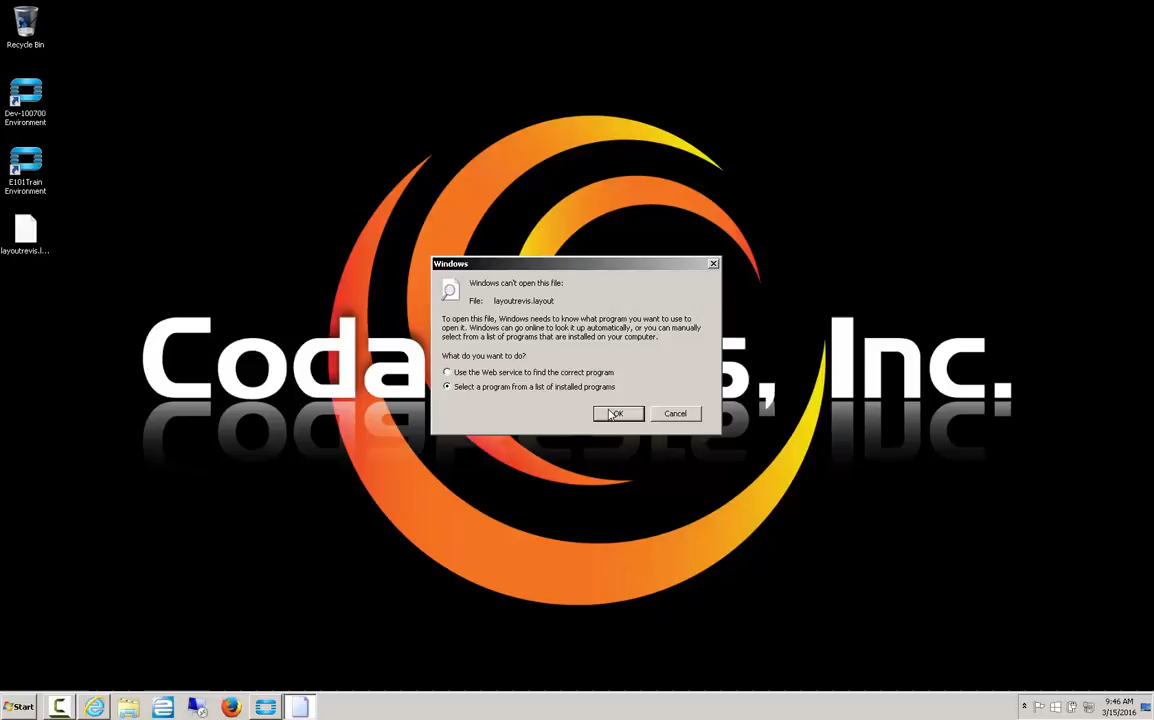 Recycle Bin
Dev-100700
Environment
E101Train
Environment
layoutrevis.l...
Windows
Windows can't open this file:
File: layoutrevis.layout
To open this file, Windows needs to know what program you want to use to
open it. Windows can go online to look it up automatically, or you can manually
select from a list of programs that are installed on your computer.
What do you want to do?
Use the Web service to find the correct program
Select a program from a list of installed programs
OK
Cancel
Inc.
Start
9:46 AM
3/15/2016